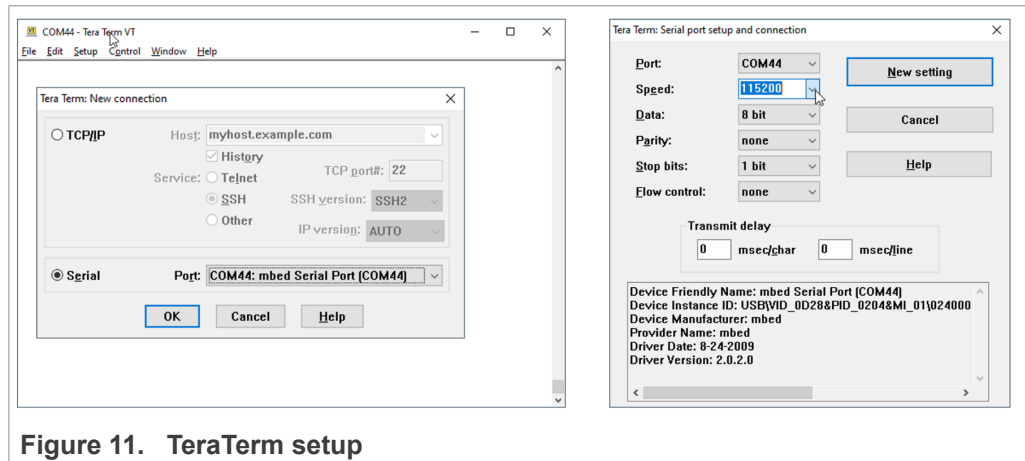 COM44 - Tera Term VT
File Edit Setup Control Window Help
Tera Term: New connection
TCP/IP Host: myhost.example.com
History
Service: Telnet TCP port#: 22
SSH SSH version: SSH2
Other IP version: AUTO
Serial Port: COM44: mbed Serial Port (COM44)
OK Cancel Help
Tera Term: Serial port setup and connection
Port: COM44 New setting
Speed: 115200
Data: 8 bit Cancel
Parity: none
Stop bits: 1 bit Help
Flow control: none
Transmit delay
0 msec/char 0 msec/line
Device Friendly Name: mbed Serial Port (COM44)
Device Instance ID: USB\VID_0D28&PID_0204&MI_01\024000
Device Manufacturer: mbed
Provider Name: mbed
Driver Date: 8-24-2009
Driver Version: 2.0.2.0
Figure 11. TeraTerm setup